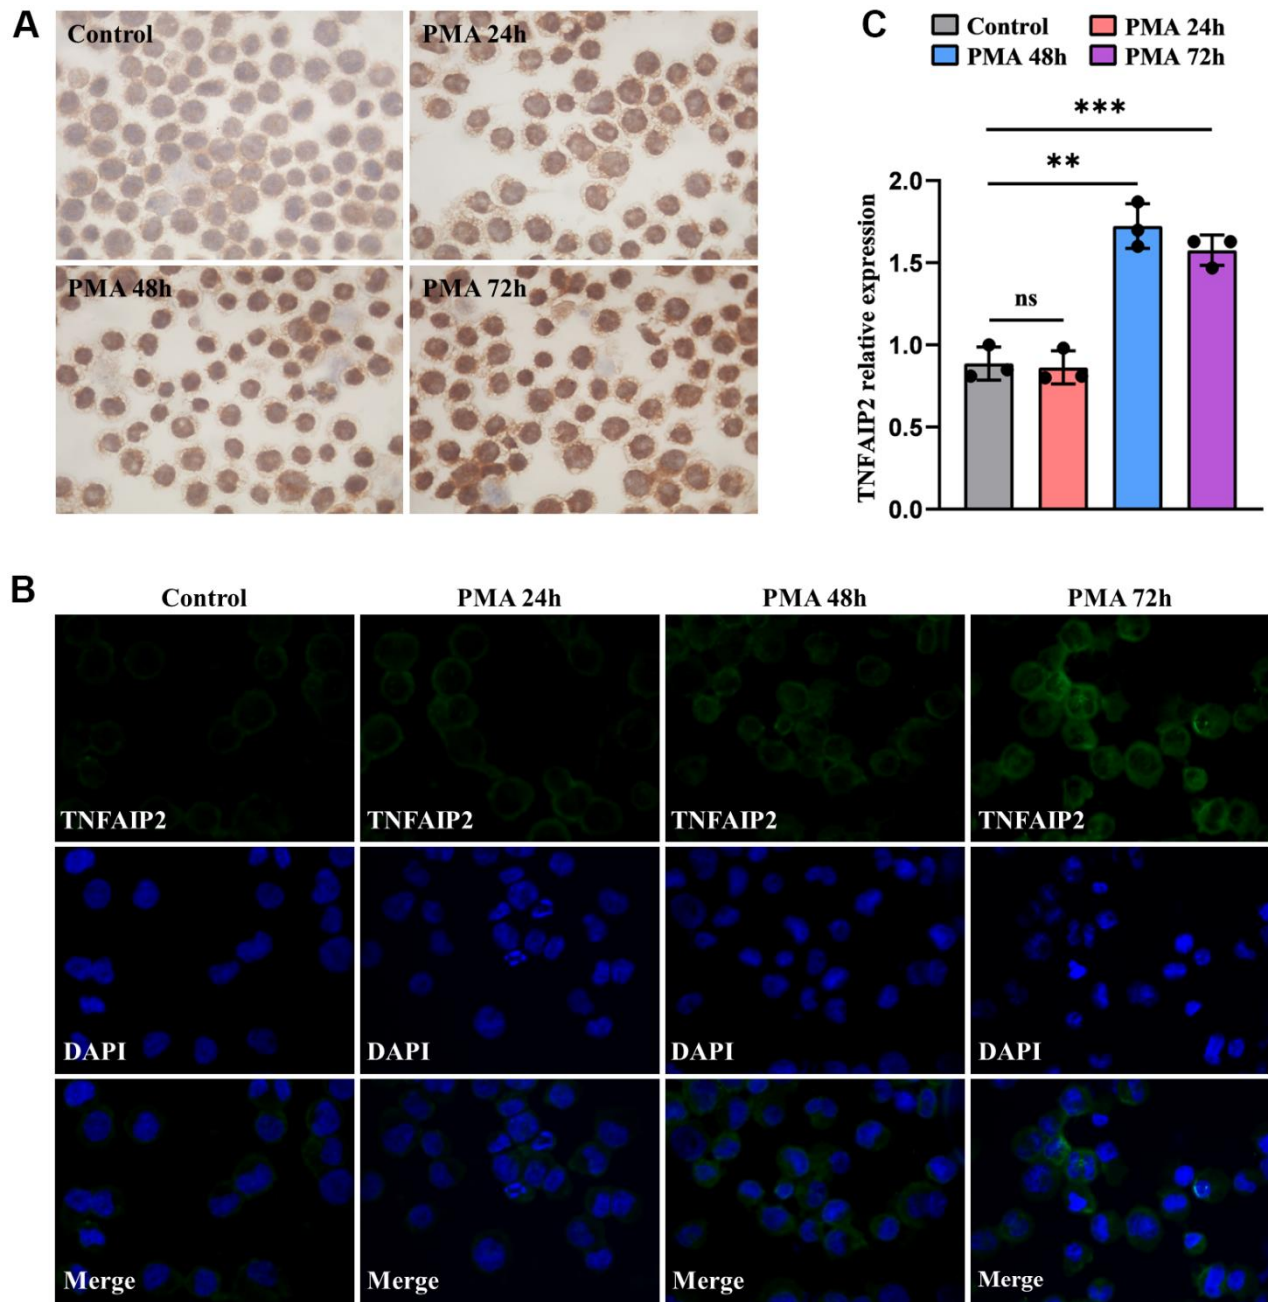 A
Control
PMA 24h
PMA 48h
PMA 72h
C
Control
PMA 24h
PMA 48h
PMA 72h
***
**
ns
TNFAIP2 relative expression
2.0
1.5
1.0
0.5
0.0
B
Control
PMA 24h
PMA 48h
PMA 72h
TNFAIP2
TNFAIP2
TNFAIP2
TNFAIP2
DAPI
DAPI
DAPI
DAPI
Merge
Merge
Merge
Merge